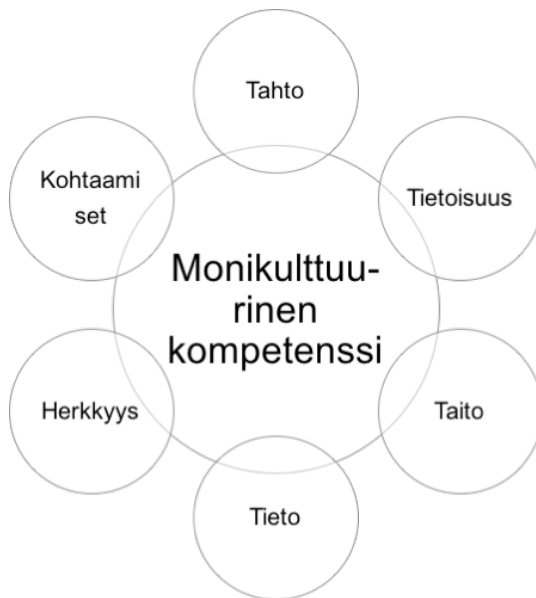 Tahto
Kohtaami
set
Tietoisuus
Monikulttuu-
rinen
kompetenssi
Herkkyys
Taito
Tieto